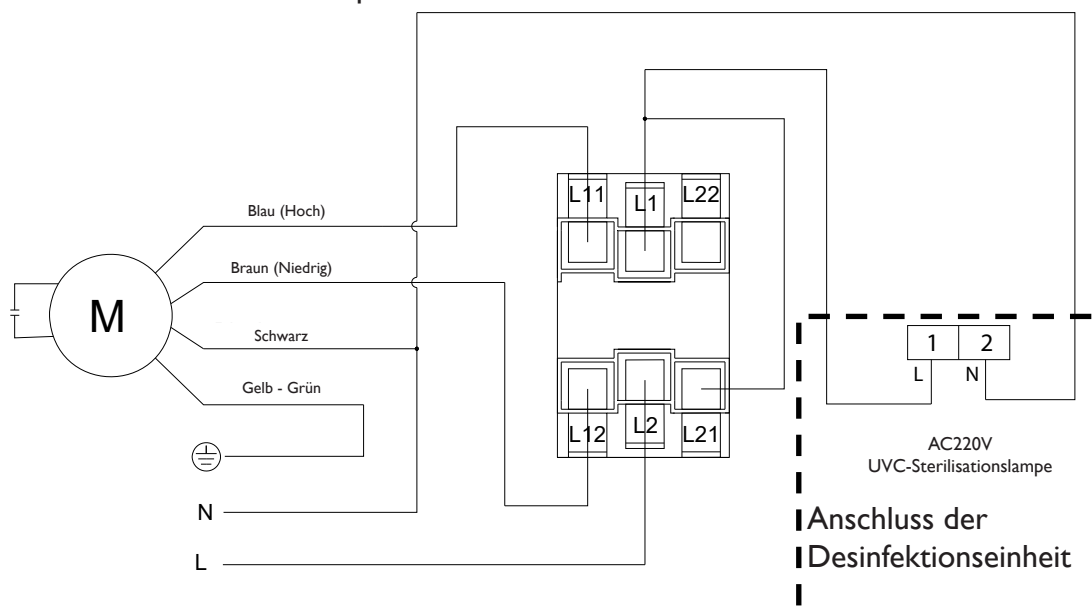 L11
L1
L22
Blau (Hoch)
Braun (Niedrig)
M
Schwarz
1
2
L
N
Gelb - Grün
L12
L2
L21
AC220V
UVC-Sterilisationslampe
N
Anschluss der
Desinfektionseinheit
L